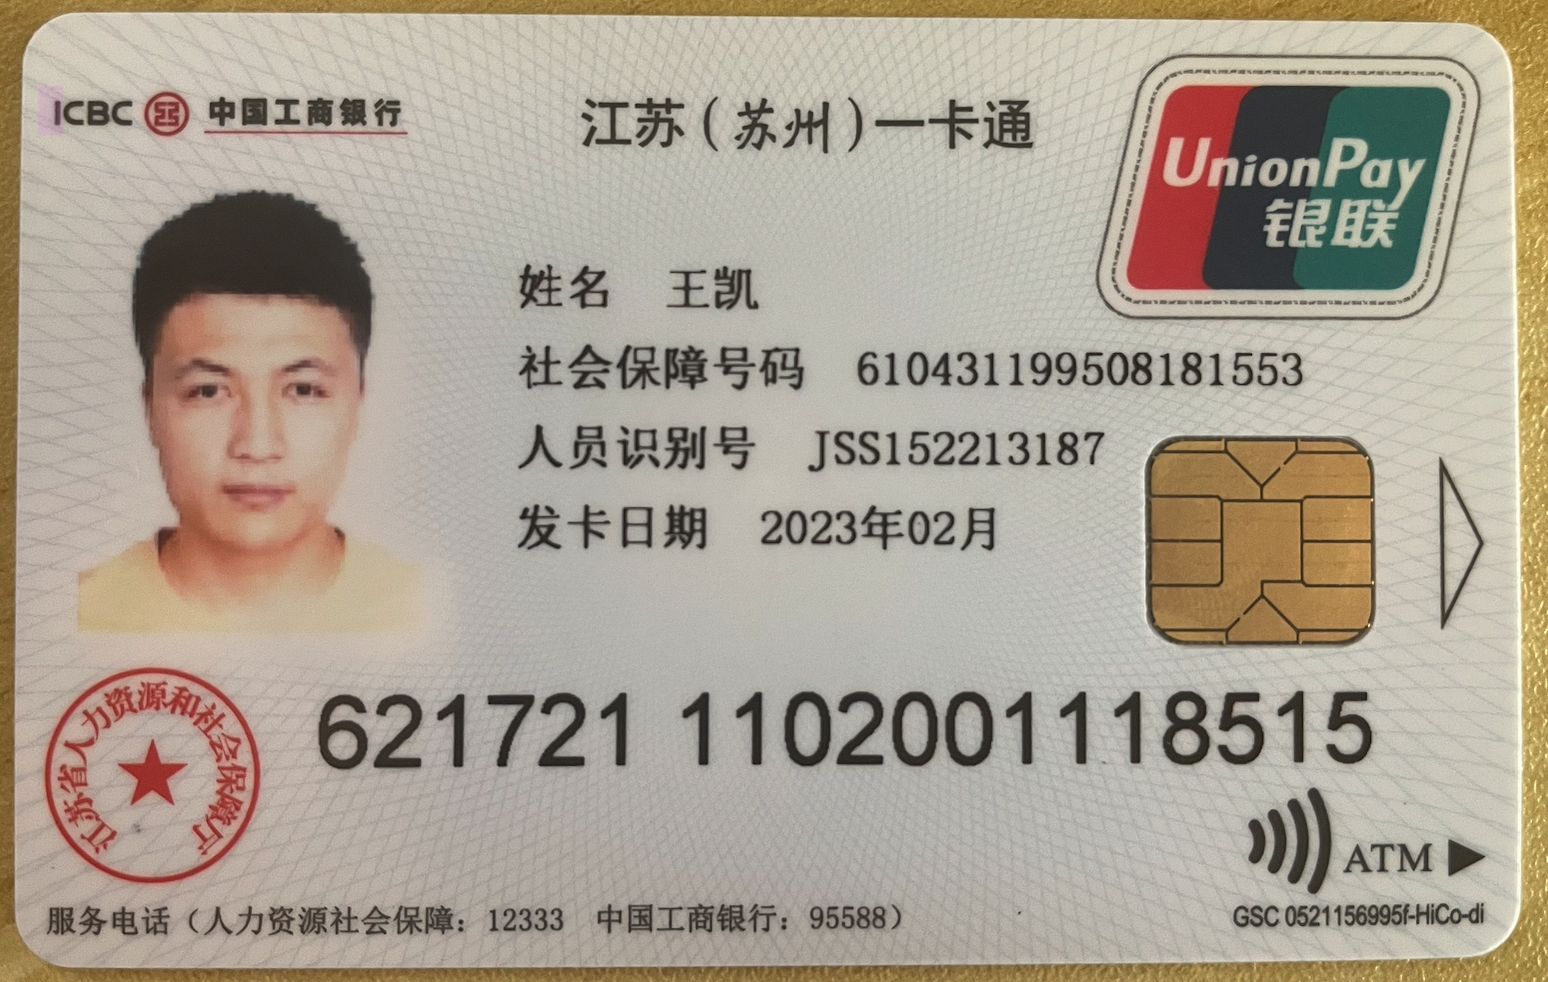 ICBC 中国工商银行
江苏(苏州)一卡通
UnionPay
银联
姓名 王凯
社会保障号码 610431199508181553
人员识别号 JSS152213187
发卡日期 2023年02月
621721 1102001118515
江苏省人力资源和社会保障厅
ATM
服务电话(人力资源社会保障: 12333 中国工商银行: 95588)
GSC 0521156995f-HiCo-di